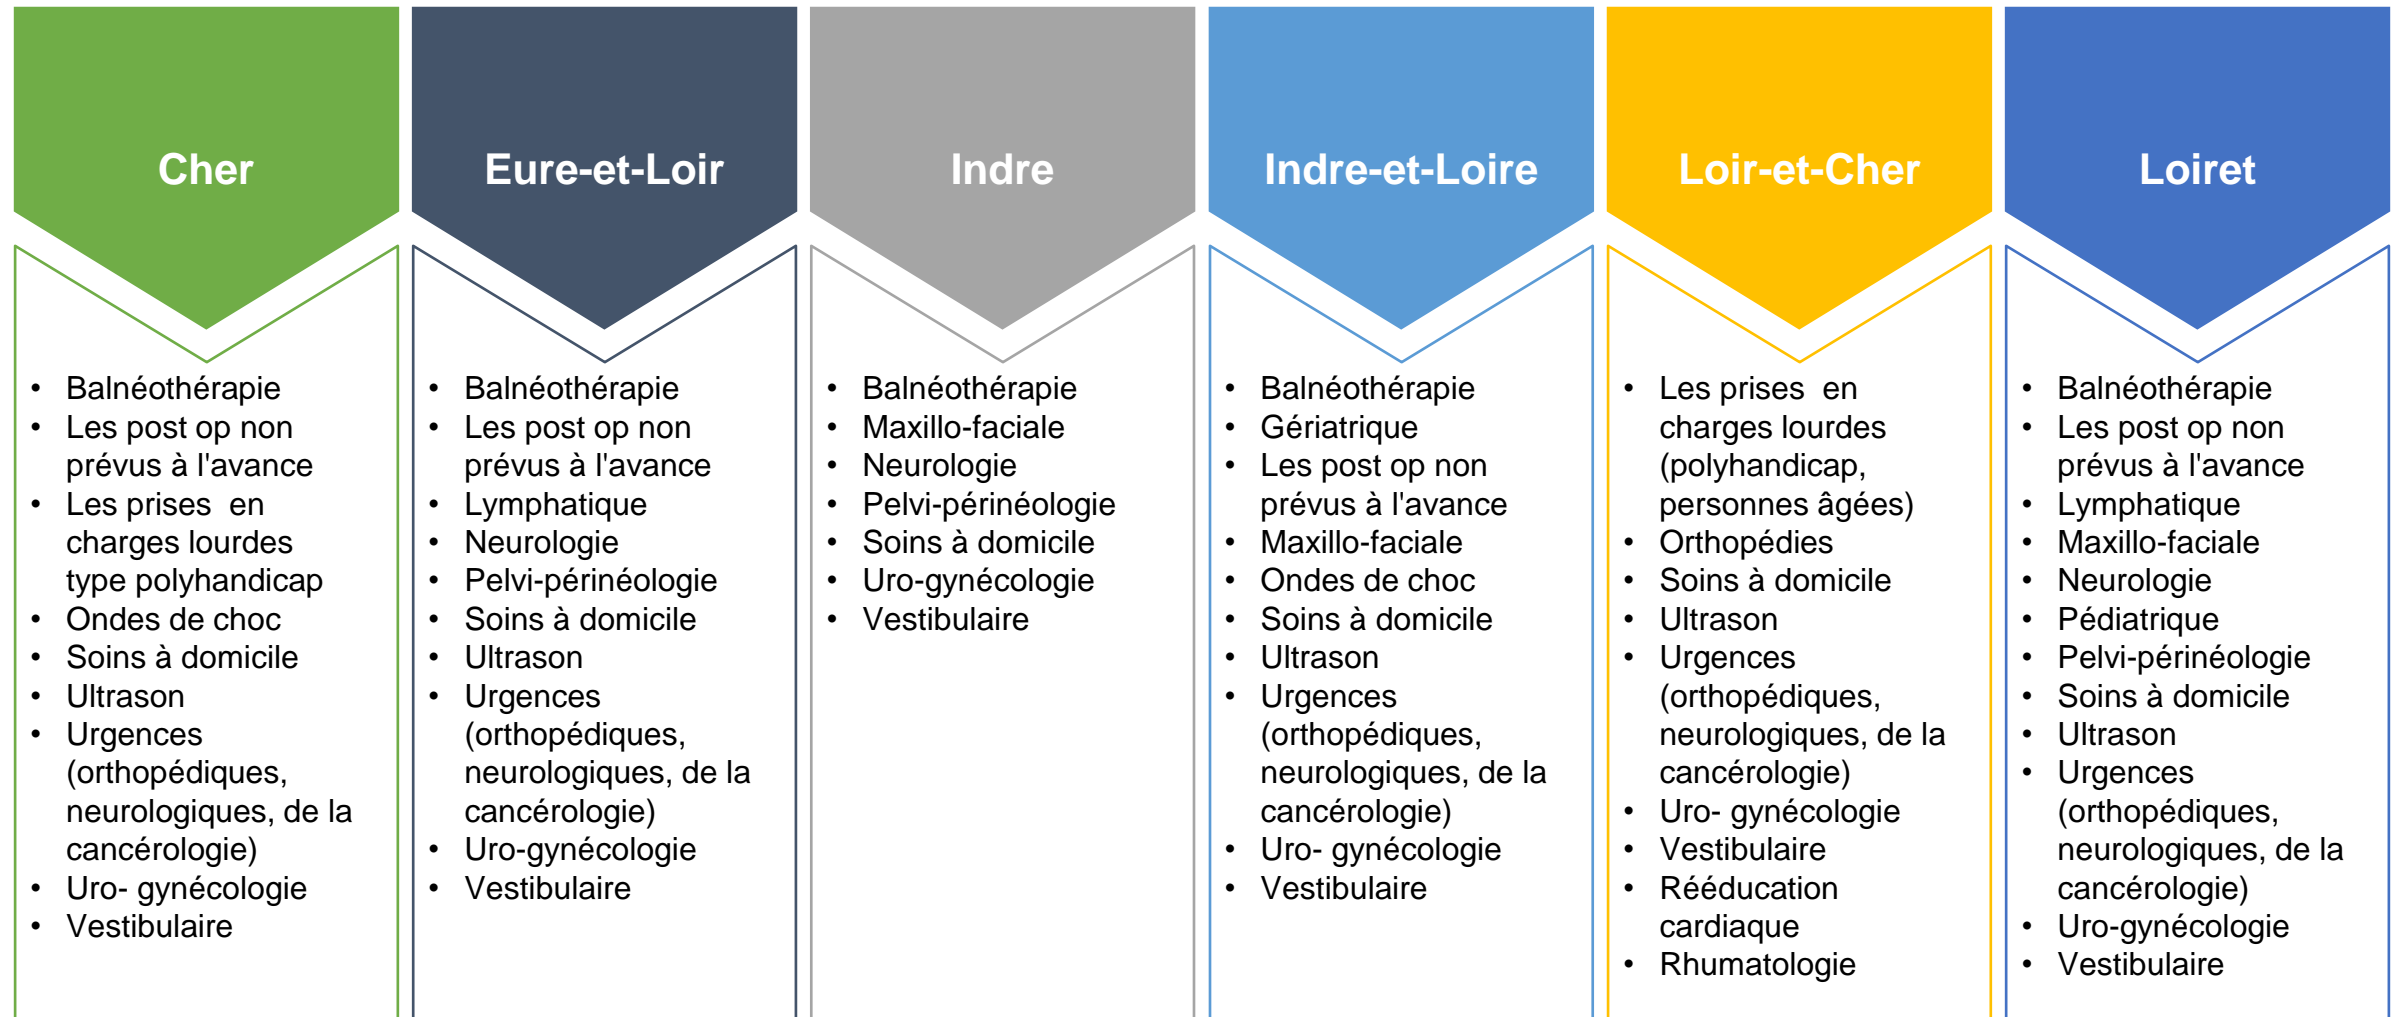 Cher
Balnéothérapie
Les post op non
prévus à l'avance
Les prises  en
charges lourdes
type polyhandicap
Ondes de choc
Soins à domicile
Ultrason
Urgences
(orthopédiques,
neurologiques, de la
cancérologie)
Uro- gynécologie
Vestibulaire
Eure-et-Loir
Balnéothérapie
Les post op non
prévus à l'avance
Lymphatique
Neurologie
Pelvi-périnéologie
Soins à domicile
Ultrason
Urgences
(orthopédiques,
neurologiques, de la
cancérologie)
Uro-gynécologie
Vestibulaire
Indre
Balnéothérapie
Maxillo-faciale
Neurologie
Pelvi-périnéologie
Soins à domicile
Uro-gynécologie
Vestibulaire
Indre-et-Loire
Balnéothérapie
Gériatrique
Les post op non
prévus à l'avance
Maxillo-faciale
Ondes de choc
Soins à domicile
Ultrason
Urgences
(orthopédiques,
neurologiques, de la
cancérologie)
Uro- gynécologie
Vestibulaire
Loir-et-Cher
Les prises  en
charges lourdes
(polyhandicap,
personnes âgées)
Orthopédies
Soins à domicile
Ultrason
Urgences
(orthopédiques,
neurologiques, de la
cancérologie)
Uro- gynécologie
Vestibulaire
Rééducation
cardiaque
Rhumatologie
Loiret
Balnéothérapie
Les post op non
prévus à l'avance
Lymphatique
Maxillo-faciale
Neurologie
Pédiatrique
Pelvi-périnéologie
Soins à domicile
Ultrason
Urgences
(orthopédiques,
neurologiques, de la
cancérologie)
Uro-gynécologie
Vestibulaire